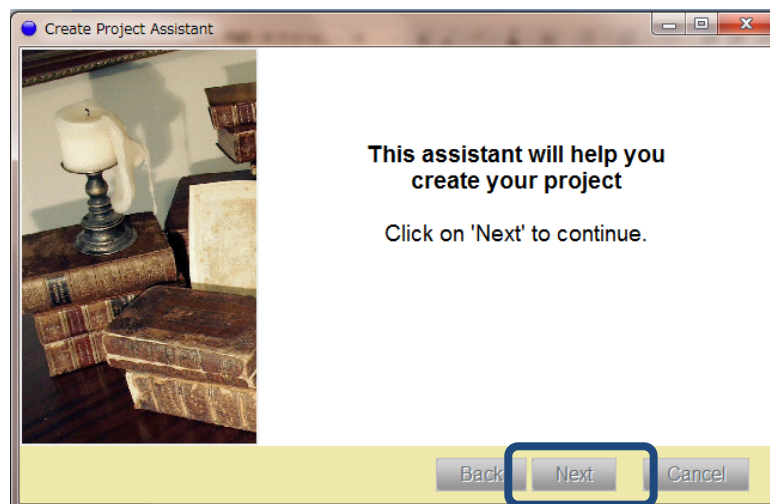 Create Project Assistant
This assistant will help you
create your project
Click on 'Next' to continue.
Back Next Cancel